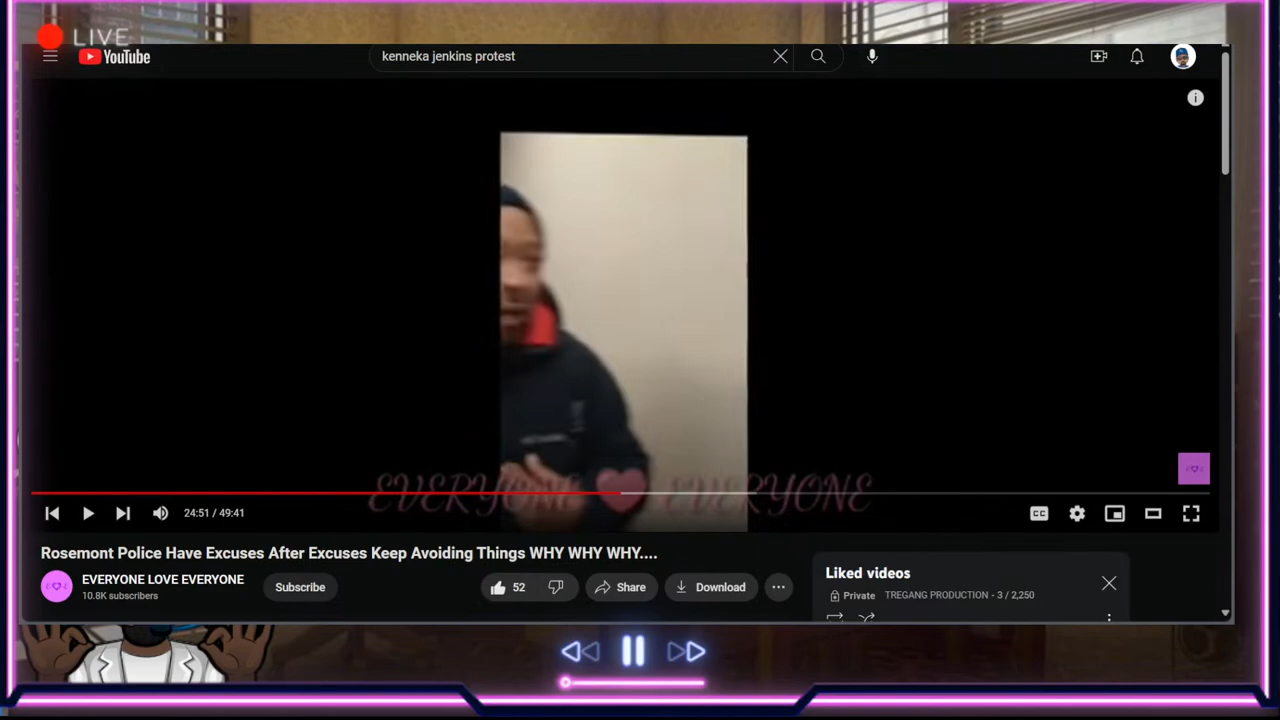 LIVE
YouTube
kenneka jenkins protest
EVERYONE EVERYONE
24:51 / 49:41
CC
Rosemont Police Have Excuses After Excuses Keep Avoiding Things WHY WHY WHY....
EVERYONE LOVE EVERYONE
10.8K subscribers
Subscribe
52
Share
Download
Liked videos
Private
TREGANG PRODUCTION - 3 / 2,250